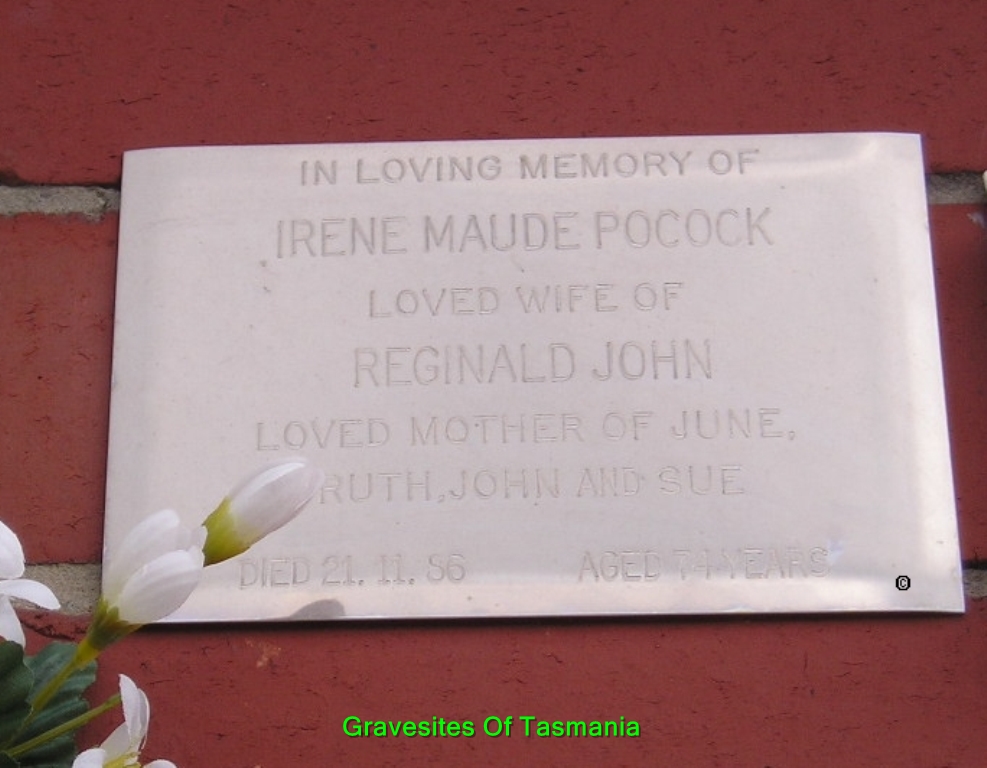 IN LOVING MEMORY OF
IRENE MAUDE POCOCK
LOVED WIFE OF
REGINALD JOHN
LOVED MOTHER OF JUNE,
RUTH, JOHN AND SUE
DIED 21. 11. 86 AGED 74 YEARS
©
Gravesites Of Tasmania